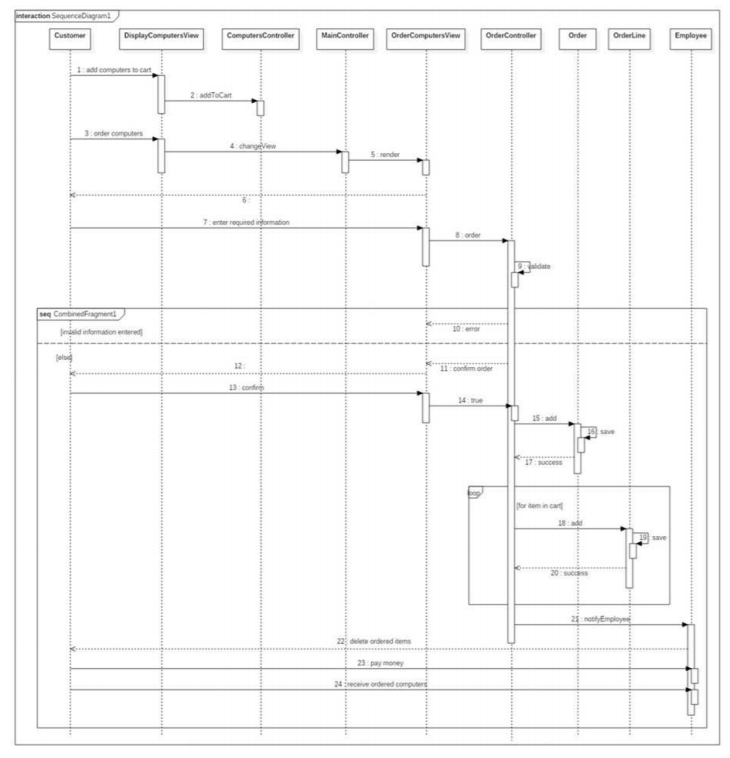 interaction SequenceDiagram1
Customer
DisplayComputersView
ComputersController
MainController
OrderComputersView
OrderController
Order
OrderLine
Employee
1 : add computers to cart
2 : addToCart
3 : order computers
4 : changeView
5 : render
6 :
7 : enter required information
8 : order
9 : validate
seq CombinedFragment1
[invalid information entered]
10 : error
[else]
11 : confirm order
12 :
13 : confirm
14 : true
15 : add
16 : save
17 : success
loop
[for item in cart]
18 : add
19 : save
20 : success
21 : notifyEmployee
22 : delete ordered items
23 : pay money
24 : receive ordered computers